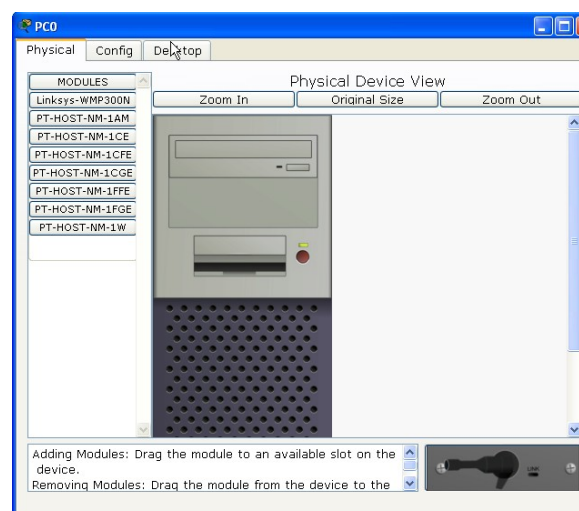 PC0
Physical Config Desktop
MODULES
Linksys-WMP300N
PT-HOST-NM-1AM
PT-HOST-NM-1CE
PT-HOST-NM-1CFE
PT-HOST-NM-1CGE
PT-HOST-NM-1FFE
PT-HOST-NM-1FGE
PT-HOST-NM-1W
Physical Device View
Zoom In Original Size Zoom Out
Adding Modules: Drag the module to an available slot on the
device.
Removing Modules: Drag the module from the device to the
LINK